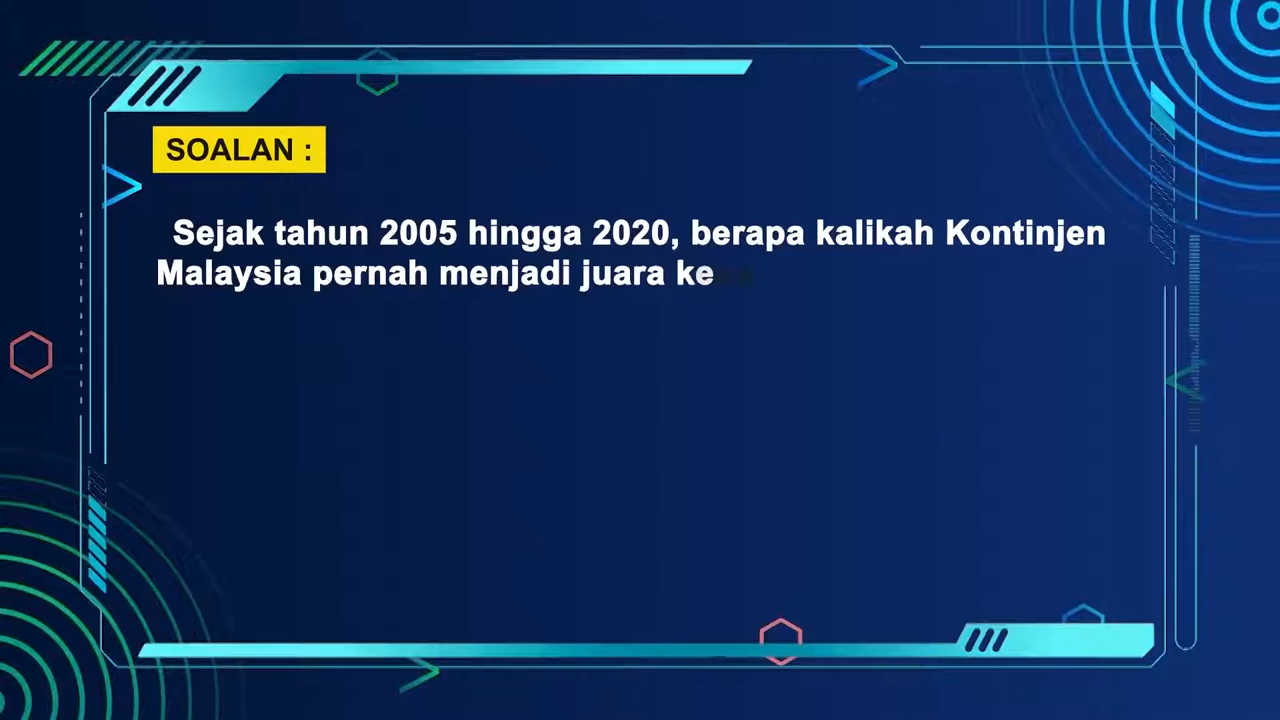 SOALAN :
Sejak tahun 2005 hingga 2020, berapa kalikah Kontinjen
Malaysia pernah menjadi juara ke